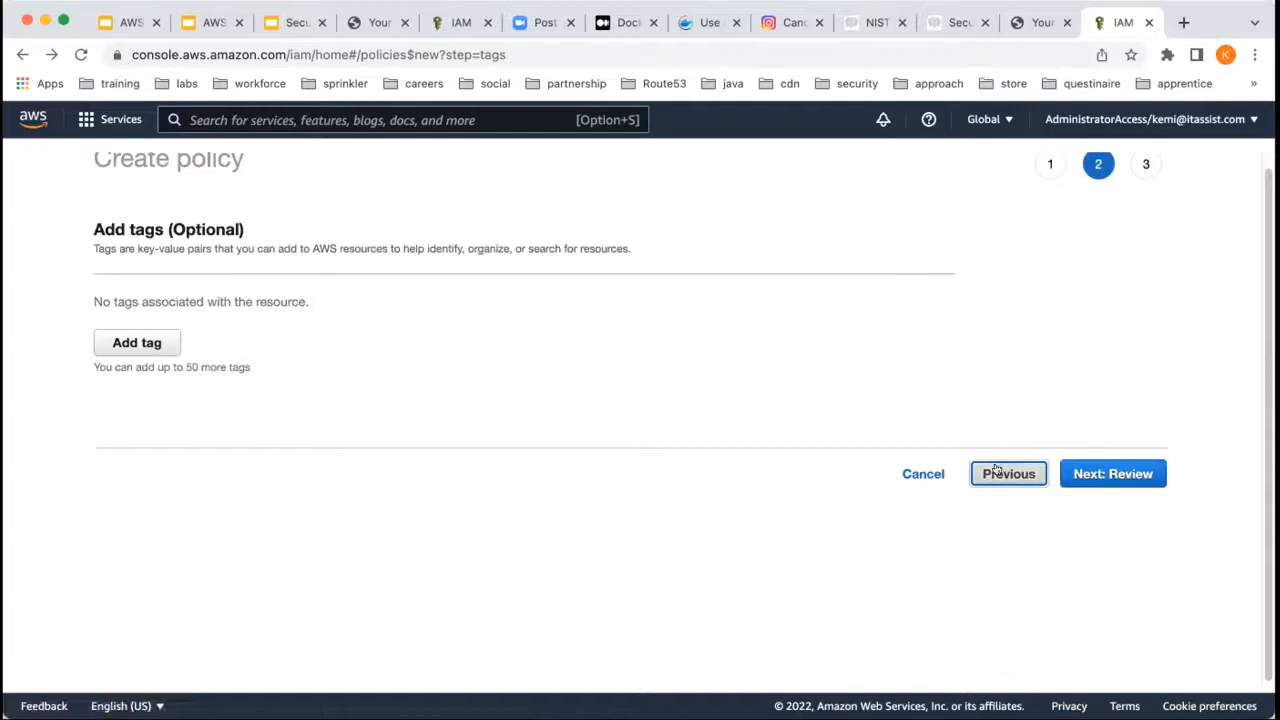 AWS
AWS
Secu
Your
IAM
Post
Doc
Use
Canc
NIST
Secu
Your
IAM
console.aws.amazon.com/iam/home#/policies$new?step=tags
K
Apps training labs workforce sprinkler careers social partnership Route53 java cdn security approach store questinaire apprentice »
aws Services Search for services, features, blogs, docs, and more [Option+S] Global AdministratorAccess/kemi@itassist.com
Create policy
1 2 3
Add tags (Optional)
Tags are key-value pairs that you can add to AWS resources to help identify, organize, or search for resources.
No tags associated with the resource.
Add tag
You can add up to 50 more tags
Cancel Previous Next: Review
Feedback English (US) © 2022, Amazon Web Services, Inc. or its affiliates. Privacy Terms Cookie preferences